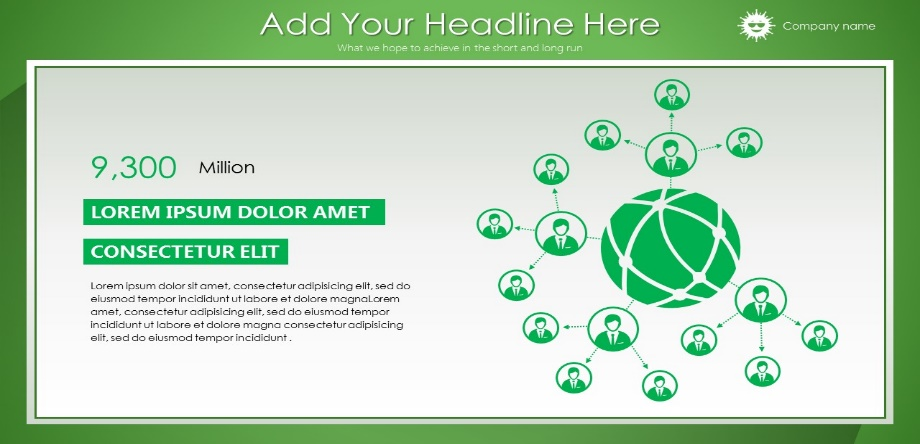 Add Your Headline Here
What we hope to achieve in the short and long run
Company name
9,300 Million
LOREM IPSUM DOLOR AMET
CONSECTETUR ELIT
Lorem ipsum dolor sit amet, consectetur adipisicing elit, sed do
eiusmod tempor incididunt ut labore et dolore magnaLorem
amet, consectetur adipisicing elit, sed do eiusmod tempor
incididunt ut labore et dolore magna consectetur adipisicing
elit, sed do eiusmod tempor incididunt .